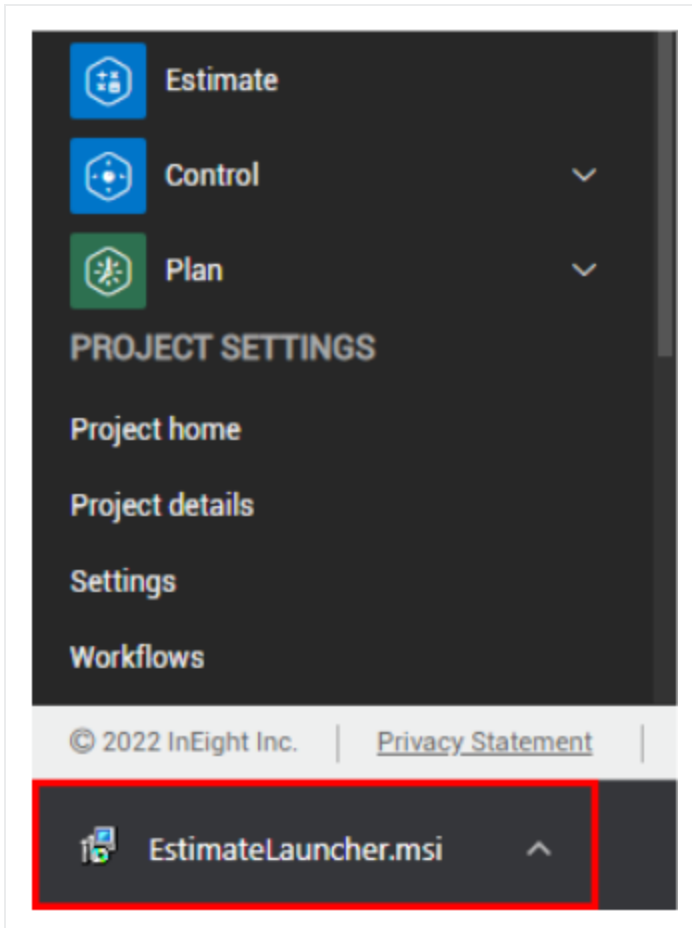 Estimate
Control
Plan
PROJECT SETTINGS
Project home
Project details
Settings
Workflows
© 2022 InEight Inc. | Privacy Statement |
EstimateLauncher.msi